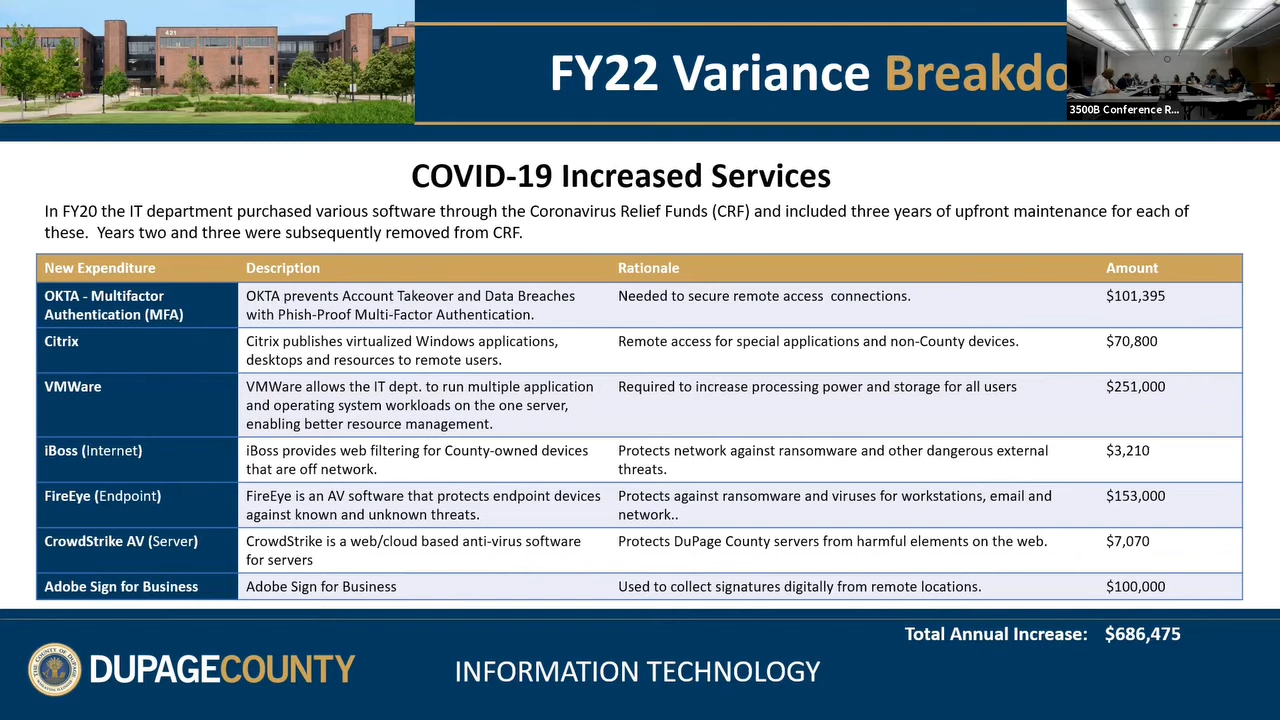 421
FY22 Variance Breakdo
3500B Conference R...
COVID-19 Increased Services
In FY20 the IT department purchased various software through the Coronavirus Relief Funds (CRF) and included three years of upfront maintenance for each of
these. Years two and three were subsequently removed from CRF.
New Expenditure Description Rationale Amount
OKTA - Multifactor
Authentication (MFA)
OKTA prevents Account Takeover and Data Breaches
with Phish-Proof Multi-Factor Authentication.
Needed to secure remote access connections.
$101,395
Citrix
Citrix publishes virtualized Windows applications,
desktops and resources to remote users.
Remote access for special applications and non-County devices.
$70,800
VMWare
VMWare allows the IT dept. to run multiple application
and operating system workloads on the one server,
enabling better resource management.
Required to increase processing power and storage for all users
$251,000
iBoss (Internet)
iBoss provides web filtering for County-owned devices
that are off network.
Protects network against ransomware and other dangerous external
threats.
$3,210
FireEye (Endpoint)
FireEye is an AV software that protects endpoint devices
against known and unknown threats.
Protects against ransomware and viruses for workstations, email and
network..
$153,000
CrowdStrike AV (Server)
CrowdStrike is a web/cloud based anti-virus software
for servers
Protects DuPage County servers from harmful elements on the web.
$7,070
Adobe Sign for Business
Adobe Sign for Business
Used to collect signatures digitally from remote locations.
$100,000
Total Annual Increase: $686,475
DUPAGECOUNTY
INFORMATION TECHNOLOGY